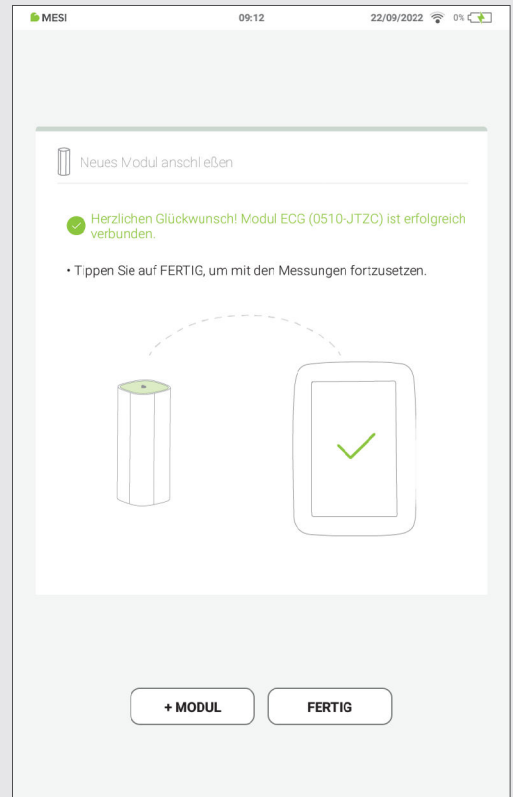 MESI 09:12 22/09/2022 0%
Neues Modul anschließen
Herzlichen Glückwunsch! Modul ECG (0510-JTZC) ist erfolgreich
verbunden.
• Tippen Sie auf FERTIG, um mit den Messungen fortzusetzen.
+ MODUL FERTIG